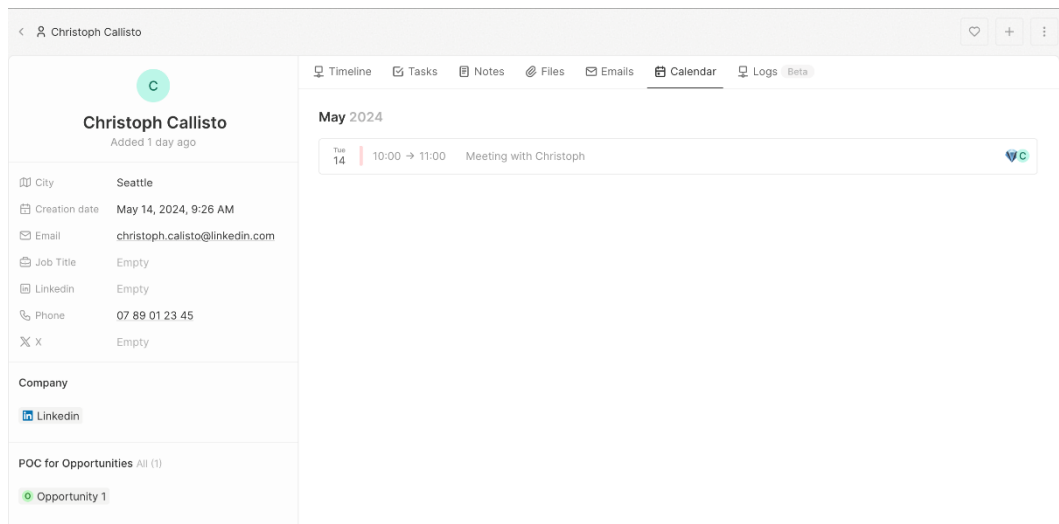 Christoph Callisto
C
Christoph Callisto
Added 1 day ago
City Seattle
Creation date May 14, 2024, 9:26 AM
Email christoph.calisto@linkedin.com
Job Title Empty
Linkedin Empty
Phone 07 89 01 23 45
X Empty
Company
in Linkedin
POC for Opportunities All (1)
O Opportunity 1
Timeline Tasks Notes Files Emails Calendar Logs Beta
May 2024
Tue
14 10:00 → 11:00 Meeting with Christoph C